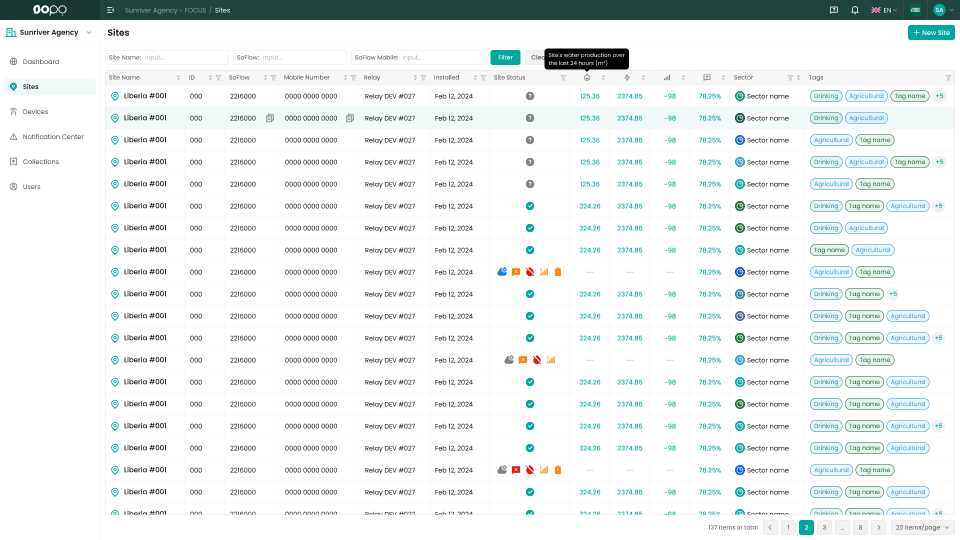 Sunriver Agency - FOCUS / Sites
EN
SA
Sunriver Agency
Sites
New Site
Dashboard
Sites
Devices
Notification Center
Collections
Users
Site Name: Input...
SoFlow: Input...
SoFlow Mobile: Input...
Filter
Site's water production over
the last 24 hours (m³)
Site Name ID SoFlow Mobile Number Relay Installed Site Status Sector Tags
Liberia #001 000 2216000 0000 0000 0000 Relay DEV #027 Feb 12, 2024 125.36 2374.85 -98 78.25% Sector name Drinking Agricultural Tag name +5
Liberia #001 000 2216000 0000 0000 0000 Relay DEV #027 Feb 12, 2024 125.36 2374.85 -98 78.25% Sector name Drinking Agricultural
Liberia #001 000 2216000 0000 0000 0000 Relay DEV #027 Feb 12, 2024 125.36 2374.85 -98 78.25% Sector name Agricultural Tag name
Liberia #001 000 2216000 0000 0000 0000 Relay DEV #027 Feb 12, 2024 125.36 2374.85 -98 78.25% Sector name Drinking Agricultural Tag name +5
Liberia #001 000 2216000 0000 0000 0000 Relay DEV #027 Feb 12, 2024 125.36 2374.85 -98 78.25% Sector name Agricultural Tag name
Liberia #001 000 2216000 0000 0000 0000 Relay DEV #027 Feb 12, 2024 324.26 2374.85 -98 78.25% Sector name Drinking Tag name Agricultural +5
Liberia #001 000 2216000 0000 0000 0000 Relay DEV #027 Feb 12, 2024 324.26 2374.85 -98 78.25% Sector name Drinking Agricultural
Liberia #001 000 2216000 0000 0000 0000 Relay DEV #027 Feb 12, 2024 324.26 2374.85 -98 78.25% Sector name Tag name Agricultural
Liberia #001 000 2216000 0000 0000 0000 Relay DEV #027 Feb 12, 2024 -- -- -- 78.25% Sector name Agricultural Tag name
Liberia #001 000 2216000 0000 0000 0000 Relay DEV #027 Feb 12, 2024 324.26 2374.85 -98 78.25% Sector name Drinking Tag name +5
Liberia #001 000 2216000 0000 0000 0000 Relay DEV #027 Feb 12, 2024 324.26 2374.85 -98 78.25% Sector name Drinking Tag name Agricultural
Liberia #001 000 2216000 0000 0000 0000 Relay DEV #027 Feb 12, 2024 324.26 2374.85 -98 78.25% Sector name Drinking Tag name Agricultural +5
Liberia #001 000 2216000 0000 0000 0000 Relay DEV #027 Feb 12, 2024 -- -- -- 78.25% Sector name Agricultural Tag name
Liberia #001 000 2216000 0000 0000 0000 Relay DEV #027 Feb 12, 2024 324.26 2374.85 -98 78.25% Sector name Drinking Tag name Agricultural
Liberia #001 000 2216000 0000 0000 0000 Relay DEV #027 Feb 12, 2024 324.26 2374.85 -98 78.25% Sector name Drinking Tag name Agricultural
Liberia #001 000 2216000 0000 0000 0000 Relay DEV #027 Feb 12, 2024 324.26 2374.85 -98 78.25% Sector name Drinking Tag name Agricultural +5
Liberia #001 000 2216000 0000 0000 0000 Relay DEV #027 Feb 12, 2024 324.26 2374.85 -98 78.25% Sector name Drinking Tag name Agricultural
Liberia #001 000 2216000 0000 0000 0000 Relay DEV #027 Feb 12, 2024 -- -- -- 78.25% Sector name Agricultural Tag name
Liberia #001 000 2216000 0000 0000 0000 Relay DEV #027 Feb 12, 2024 324.26 2374.85 -98 78.25% Sector name Drinking Tag name Agricultural
Liberia #001 000 2216000 0000 0000 0000 Relay DEV #027 Feb 12, 2024 324.26 2374.85 -98 78.25% Sector name Drinking Tag name Agricultural +5
137 items in total 1 2 3 ... 8 20 items/page